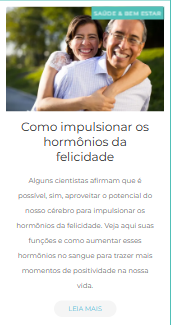 SAÚDE & BEM ESTAR
Como impulsionar os
hormônios da
felicidade
Alguns cientistas afirmam que é
possível, sim, aproveitar o potencial do
nosso cérebro para impulsionar os
hormônios da felicidade. Veja aqui suas
funções e como aumentar esses
hormônios no sangue para trazer mais
momentos de positividade na nossa
vida.
LEIA MAIS